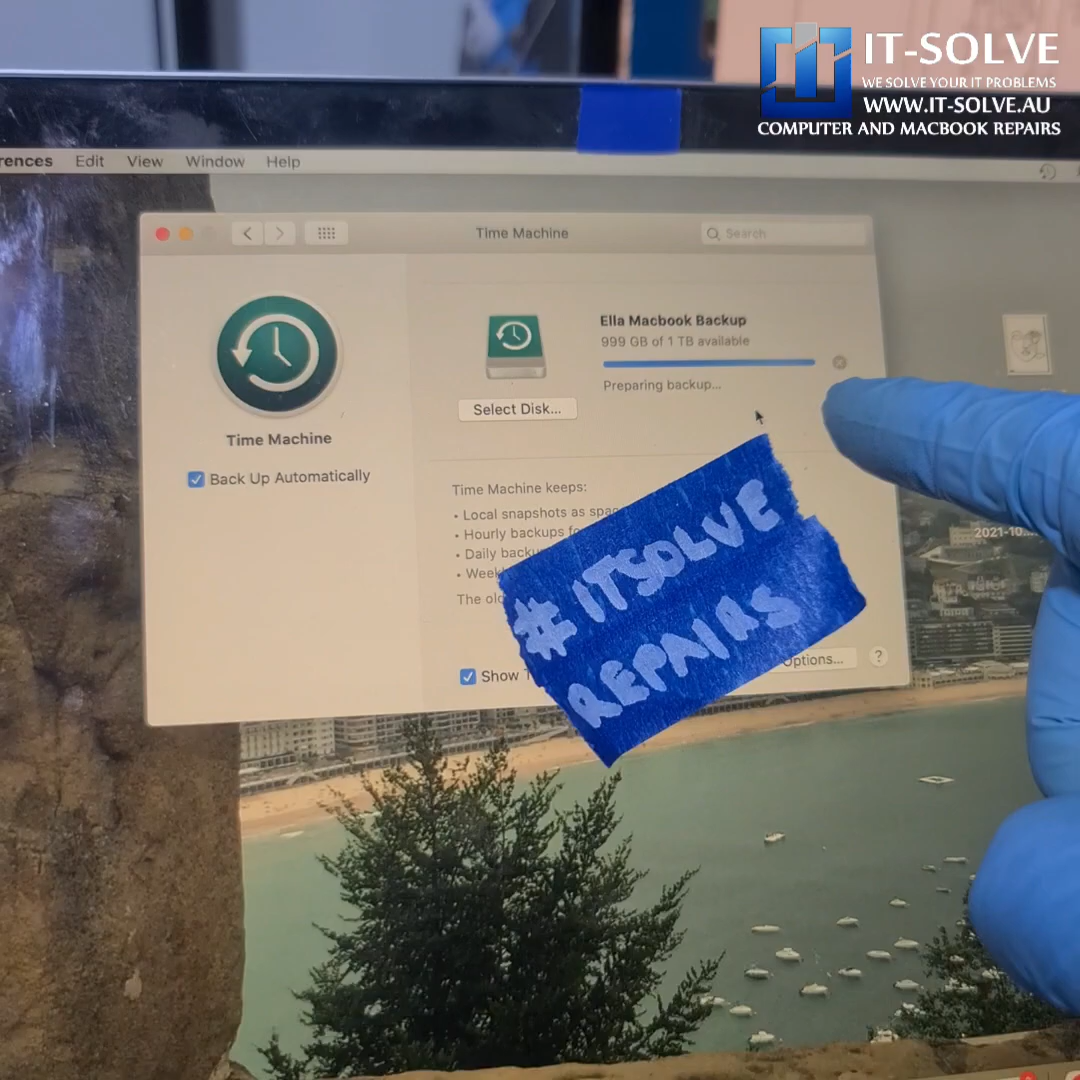 IT-SOLVE
WE SOLVE YOUR IT PROBLEMS
WWW.IT-SOLVE.AU
COMPUTER AND MACBOOK REPAIRS
rences Edit View Window Help
Time Machine
Search
Ella Macbook Backup
999 GB of 1 TB available
Preparing backup...
Select Disk...
Time Machine
Back Up Automatically
Time Machine keeps:
• Local snapshots as spac
• Hourly backups fo
• Daily backu
• Week
The old
Show T
Options...
?
#ITSOLVE
REPAIRS
2021-10...